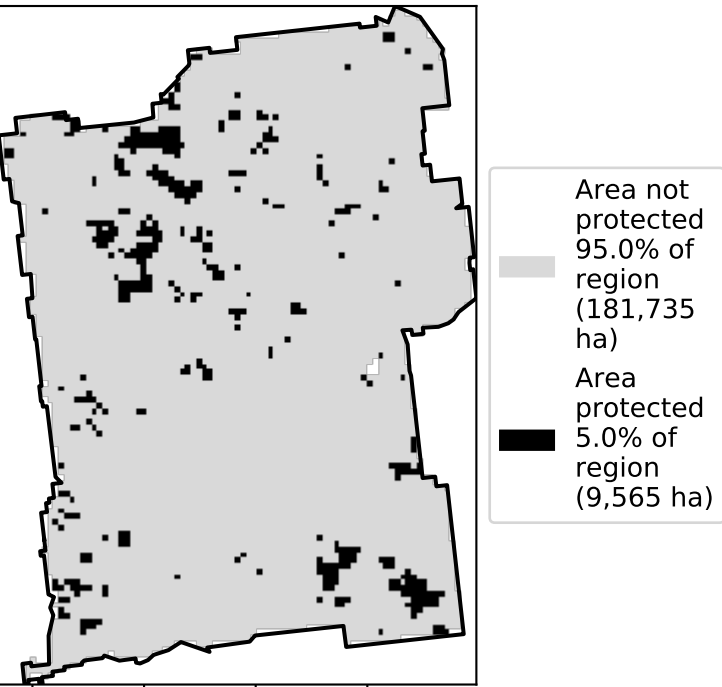 Area not
protected
95.0% of
region
(181,735
ha)
Area
protected
5.0% of
region
(9,565 ha)